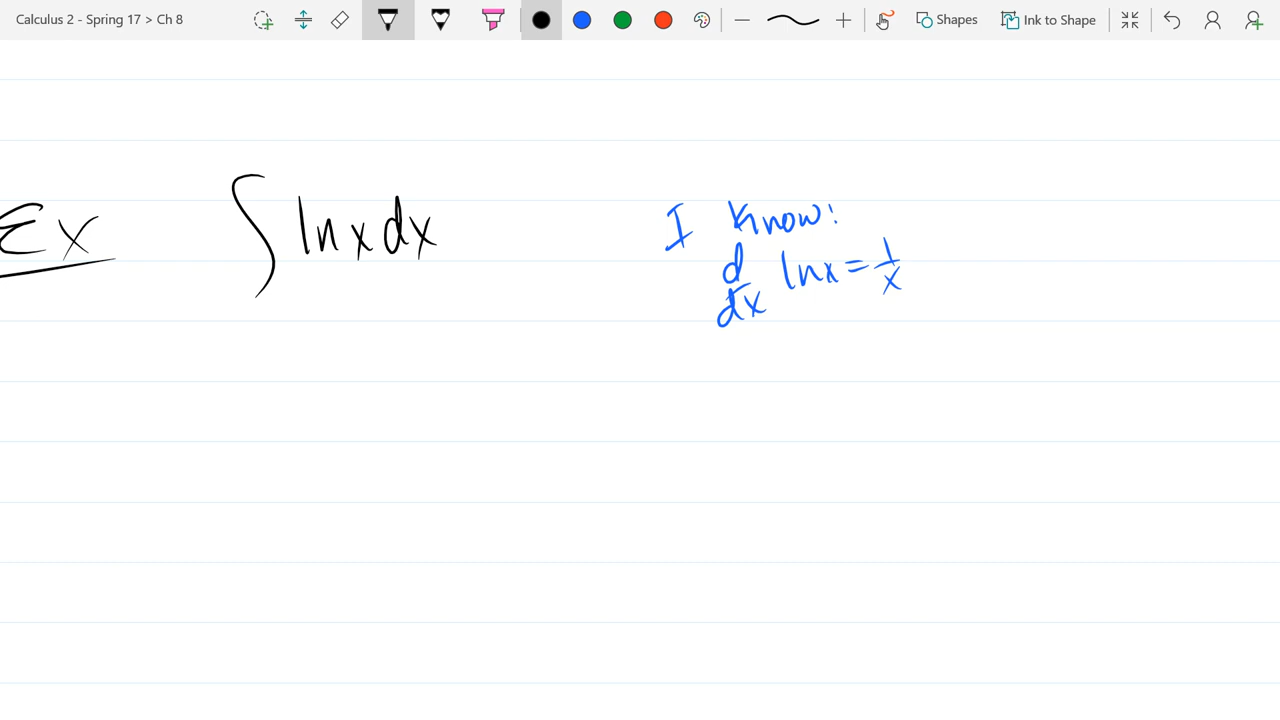 Calculus 2 - Spring 17 > Ch 8
Shapes
Ink to Shape
Ex ∫ ln x dx
I know:
d/dx ln x = 1/x